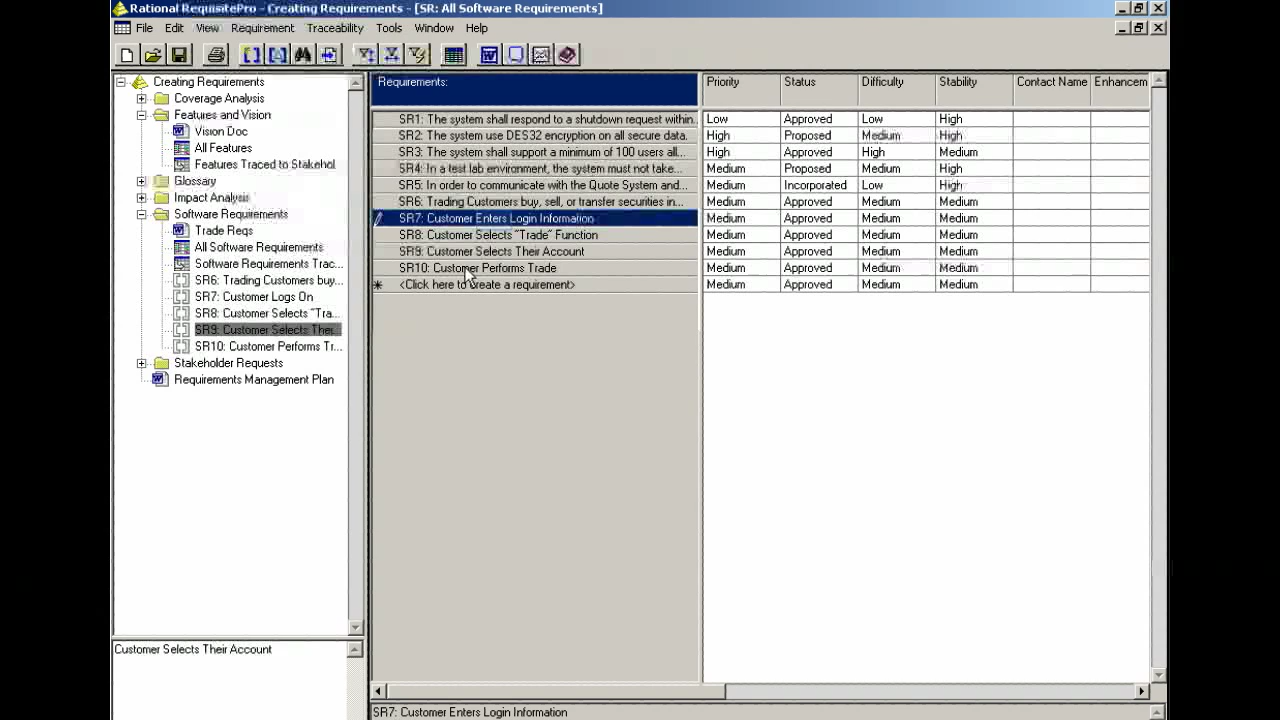 Rational RequisitePro - Creating Requirements - [SR: All Software Requirements]
File Edit View Requirement Traceability Tools Window Help
Creating Requirements
Coverage Analysis
Features and Vision
Vision Doc
All Features
Features Traced to Stakehol
Glossary
Impact Analysis
Software Requirements
Trade Reqs
All Software Requirements
Software Requirements Trac...
SR6: Trading Customers buy...
SR7: Customer Logs On
SR8: Customer Selects "Tra...
SR9: Customer Selects Thei...
SR10: Customer Performs Tr...
Stakeholder Requests
Requirements Management Plan
Customer Selects Their Account
Requirements: Priority Status Difficulty Stability Contact Name Enhancem
SR1: The system shall respond to a shutdown request within... Low Approved Low High
SR2: The system use DES32 encryption on all secure data. High Proposed Medium High
SR3: The system shall support a minimum of 100 users all... High Approved High Medium
SR4: In a test lab environment, the system must not take... Medium Proposed Medium High
SR5: In order to communicate with the Quote System and... Medium Incorporated Low High
SR6: Trading Customers buy, sell, or transfer securities in... Medium Approved Medium Medium
SR7: Customer Enters Login Information Medium Approved Medium Medium
SR8: Customer Selects "Trade" Function Medium Approved Medium Medium
SR9: Customer Selects Their Account Medium Approved Medium Medium
SR10: Customer Performs Trade Medium Approved Medium Medium
<Click here to create a requirement> Medium Approved Medium Medium
SR7: Customer Enters Login Information